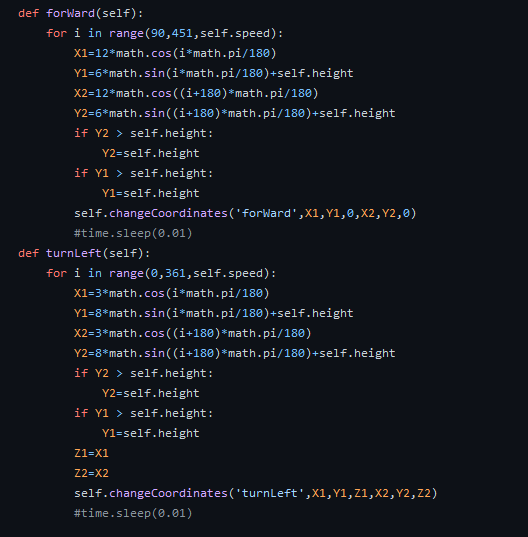 def forWard(self):
    for i in range(90,451,self.speed):
        X1=12*math.cos(i*math.pi/180)
        Y1=6*math.sin(i*math.pi/180)+self.height
        X2=12*math.cos((i+180)*math.pi/180)
        Y2=6*math.sin((i+180)*math.pi/180)+self.height
        if Y2 > self.height:
            Y2=self.height
        if Y1 > self.height:
            Y1=self.height
        self.changeCoordinates('forWard',X1,Y1,0,X2,Y2,0)
        #time.sleep(0.01)
def turnLeft(self):
    for i in range(0,361,self.speed):
        X1=3*math.cos(i*math.pi/180)
        Y1=8*math.sin(i*math.pi/180)+self.height
        X2=3*math.cos((i+180)*math.pi/180)
        Y2=8*math.sin((i+180)*math.pi/180)+self.height
        if Y2 > self.height:
            Y2=self.height
        if Y1 > self.height:
            Y1=self.height
        Z1=X1
        Z2=X2
        self.changeCoordinates('turnLeft',X1,Y1,Z1,X2,Y2,Z2)
        #time.sleep(0.01)